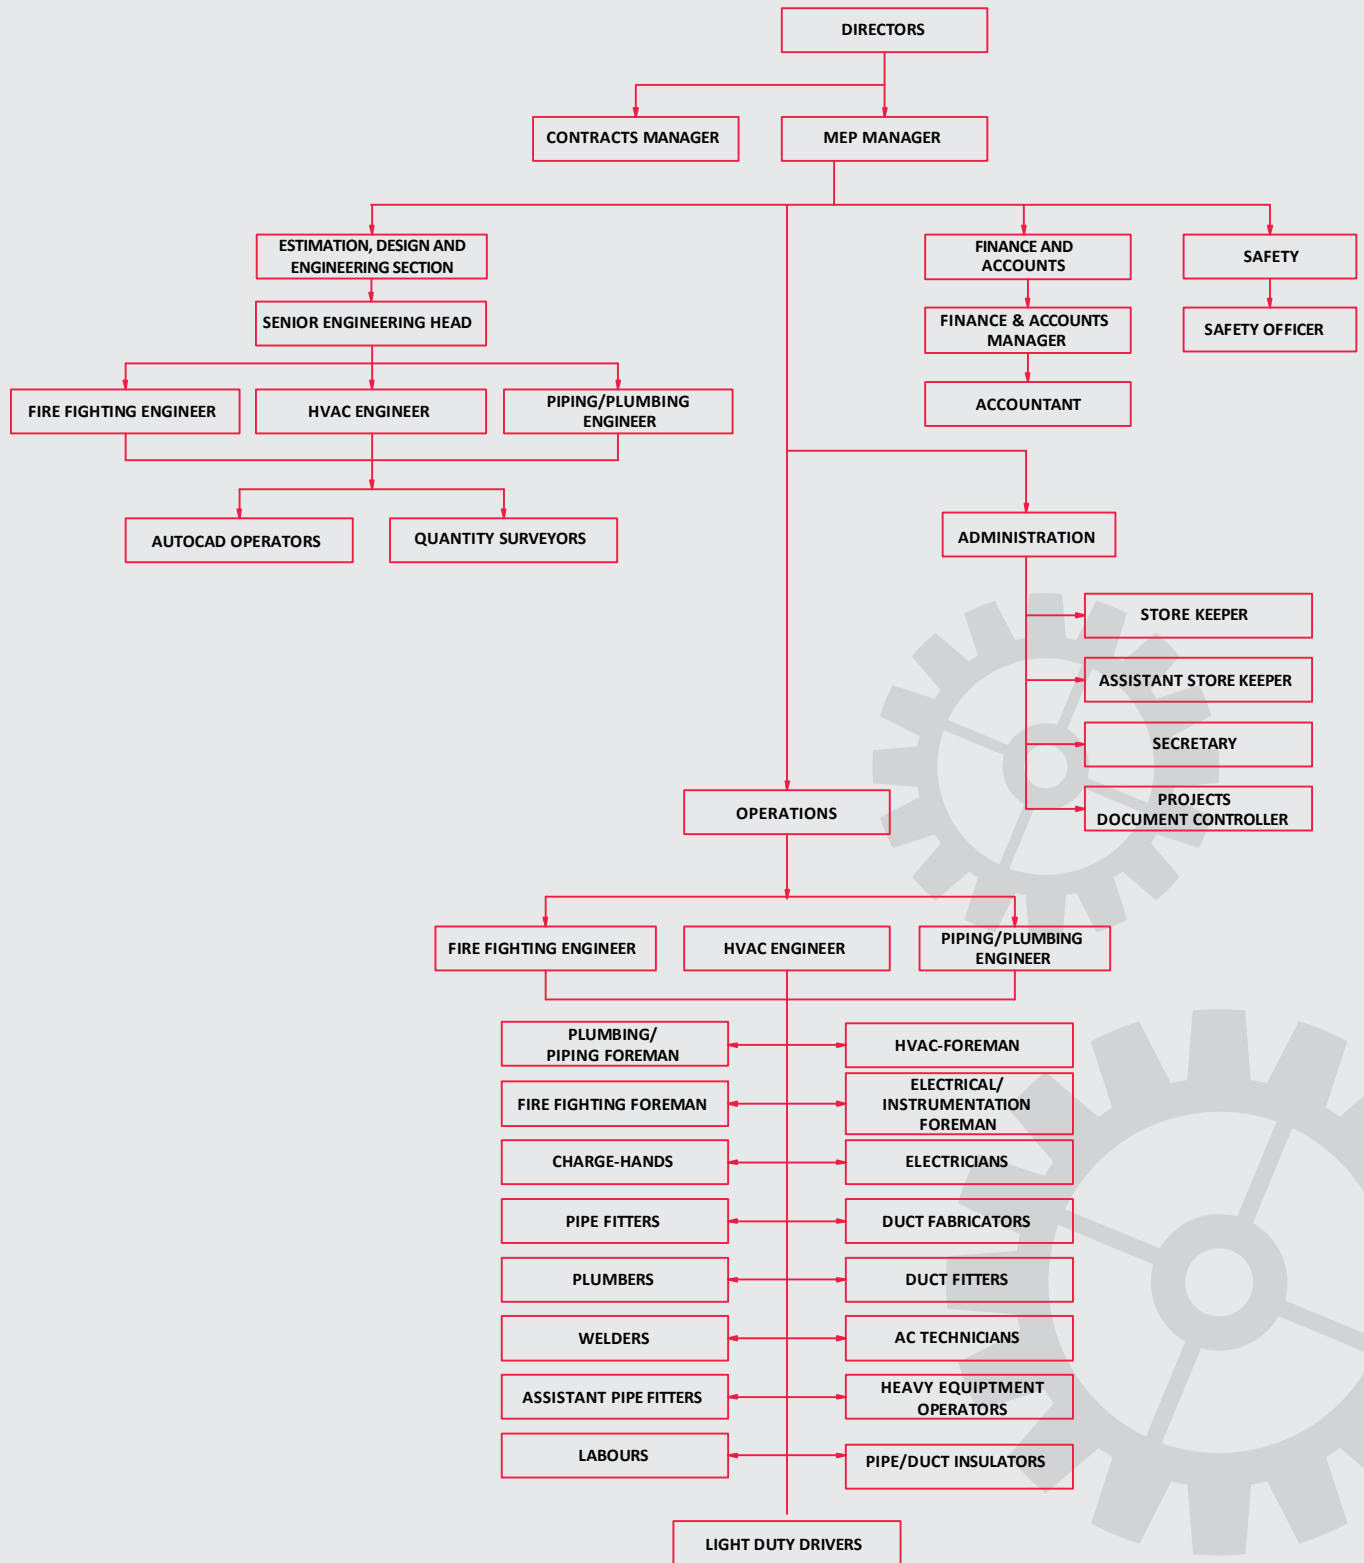 DIRECTORS
CONTRACTS MANAGER
MEP MANAGER
ESTIMATION, DESIGN AND
ENGINEERING SECTION
FINANCE AND
ACCOUNTS
SAFETY
SENIOR ENGINEERING HEAD
FINANCE & ACCOUNTS
MANAGER
SAFETY OFFICER
FIRE FIGHTING ENGINEER
HVAC ENGINEER
PIPING/PLUMBING
ENGINEER
ACCOUNTANT
AUTOCAD OPERATORS
QUANTITY SURVEYORS
ADMINISTRATION
STORE KEEPER
ASSISTANT STORE KEEPER
SECRETARY
PROJECTS
DOCUMENT CONTROLLER
OPERATIONS
FIRE FIGHTING ENGINEER
HVAC ENGINEER
PIPING/PLUMBING
ENGINEER
PLUMBING/
PIPING FOREMAN
HVAC-FOREMAN
FIRE FIGHTING FOREMAN
ELECTRICAL/
INSTRUMENTATION
FOREMAN
CHARGE-HANDS
ELECTRICIANS
PIPE FITTERS
DUCT FABRICATORS
PLUMBERS
DUCT FITTERS
WELDERS
AC TECHNICIANS
ASSISTANT PIPE FITTERS
HEAVY EQUIPTMENT
OPERATORS
LABOURS
PIPE/DUCT INSULATORS
LIGHT DUTY DRIVERS